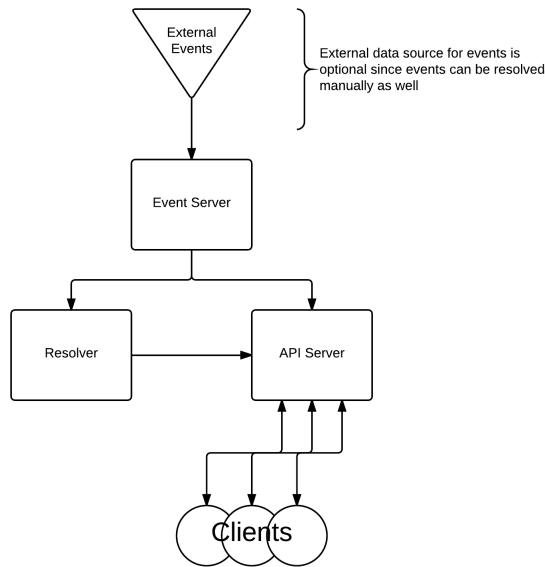 External
Events
External data source for events is
optional since events can be resolved
manually as well
Event Server
Resolver
API Server
Clients